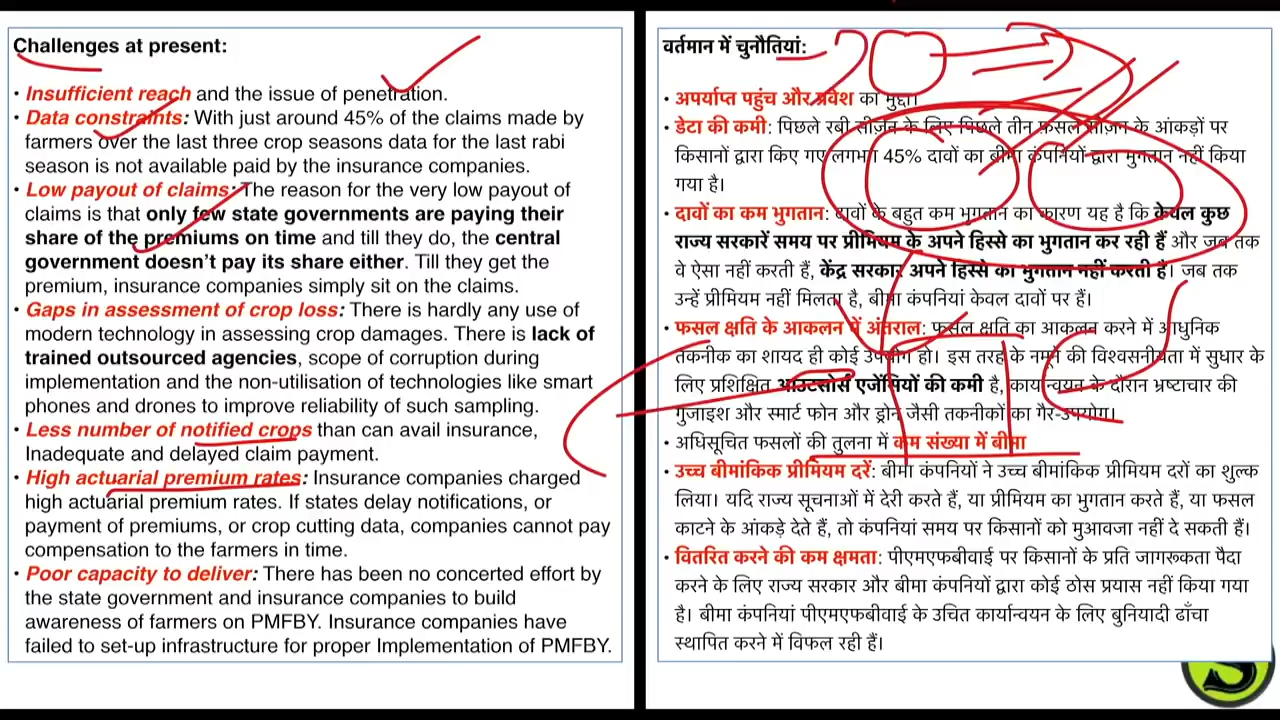 Challenges at present:
• Insufficient reach and the issue of penetration.
• Data constraints: With just around 45% of the claims made by
farmers over the last three crop seasons data for the last rabi
season is not available paid by the insurance companies.
• Low payout of claims: The reason for the very low payout of
claims is that only few state governments are paying their
share of the premiums on time and till they do, the central
government doesn't pay its share either. Till they get the
premium, insurance companies simply sit on the claims.
• Gaps in assessment of crop loss: There is hardly any use of
modern technology in assessing crop damages. There is lack of
trained outsourced agencies, scope of corruption during
implementation and the non-utilisation of technologies like smart
phones and drones to improve reliability of such sampling.
• Less number of notified crops than can avail insurance,
Inadequate and delayed claim payment.
• High actuarial premium rates: Insurance companies charged
high actuarial premium rates. If states delay notifications, or
payment of premiums, or crop cutting data, companies cannot pay
compensation to the farmers in time.
• Poor capacity to deliver: There has been no concerted effort by
the state government and insurance companies to build
awareness of farmers on PMFBY. Insurance companies have
failed to set-up infrastructure for proper Implementation of PMFBY.
वर्तमान में चुनौतियां:
• अपर्याप्त पहुंच और प्रवेश का मुद्दा।
• डेटा की कमी: पिछले रबी सीज़न के लिए पिछले तीन फसल सीज़न के आंकड़ों पर
किसानों द्वारा किए गए लगभग 45% दावों का बीमा कंपनियों द्वारा भुगतान नहीं किया
गया है।
• दावों का कम भुगतान: दावों के बहुत कम भुगतान का कारण यह है कि केवल कुछ
राज्य सरकारें समय पर प्रीमियम के अपने हिस्से का भुगतान कर रही हैं और जब तक
वे ऐसा नहीं करती हैं, केंद्र सरकार अपने हिस्से का भुगतान नहीं करती है। जब तक
उन्हें प्रीमियम नहीं मिलता है, बीमा कंपनियां केवल दावों पर हैं।
• फसल क्षति के आकलन में अंतराल: फसल क्षति का आकलन करने में आधुनिक
तकनीक का शायद ही कोई उपयोग हो। इस तरह के नमूने की विश्वसनीयता में सुधार के
लिए प्रशिक्षित आउटसोर्स एजेंसियों की कमी है, कार्यान्वयन के दौरान भ्रष्टाचार की
गुंजाइश और स्मार्ट फोन और ड्रोन जैसी तकनीकों का गैर-उपयोग।
• अधिसूचित फसलों की तुलना में कम संख्या में बीमा
• उच्च बीमांकिक प्रीमियम दरें: बीमा कंपनियों ने उच्च बीमांकिक प्रीमियम दरों का शुल्क
लिया। यदि राज्य सूचनाओं में देरी करते हैं, या प्रीमियम का भुगतान करते हैं, या फसल
काटने के आंकड़े देते हैं, तो कंपनियां समय पर किसानों को मुआवजा नहीं दे सकती हैं।
• वितरित करने की कम क्षमता: पीएमएफबीवाई पर किसानों के प्रति जागरूकता पैदा
करने के लिए राज्य सरकार और बीमा कंपनियों द्वारा कोई ठोस प्रयास नहीं किया गया
है। बीमा कंपनियां पीएमएफबीवाई के उचित कार्यान्वयन के लिए बुनियादी ढाँचा
स्थापित करने में विफल रही हैं।